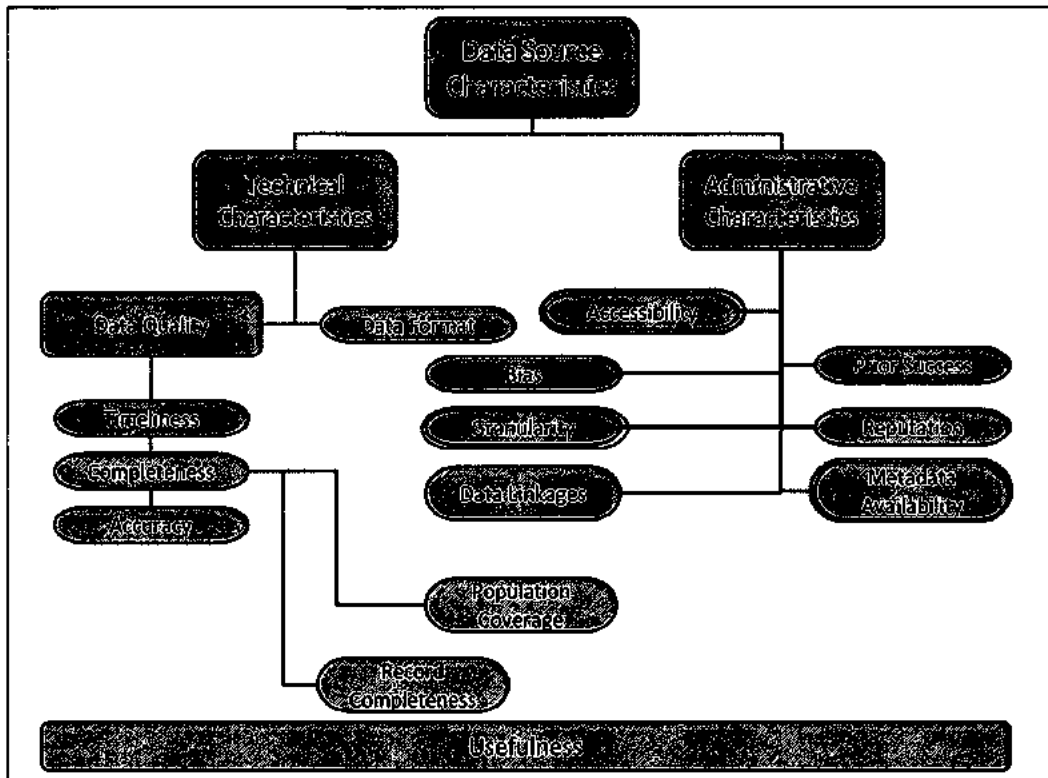 Data Source
Characteristics
Technical
Characteristics
Administrative
Characteristics
Data Quality
Data Format
Accessibility
Bias
Prior Success
Timeliness
Granularity
Reputation
Completeness
Data Linkages
Metadata
Availability
Accuracy
Population
Coverage
Record
Completeness
Usefulness